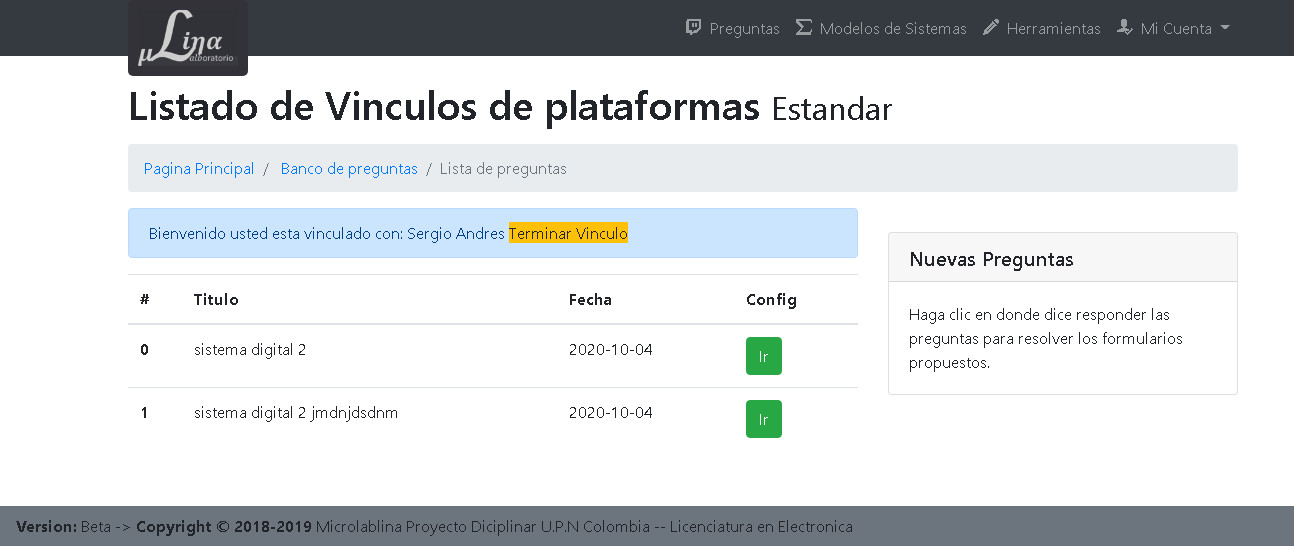 µLina
alboratorio
Preguntas Modelos de Sistemas Herramientas Mi Cuenta
Listado de Vinculos de plataformas Estandar
Pagina Principal / Banco de preguntas / Lista de preguntas
Bienvenido usted esta vinculado con: Sergio Andres Terminar Vinculo
# Titulo Fecha Config
0 sistema digital 2 2020-10-04 Ir
1 sistema digital 2 jmdnjdsdnm 2020-10-04 Ir
Nuevas Preguntas
Haga clic en donde dice responder las
preguntas para resolver los formularios
propuestos.
Version: Beta -> Copyright © 2018-2019 Microlablina Proyecto Diciplinar U.P.N Colombia -- Licenciatura en Electronica